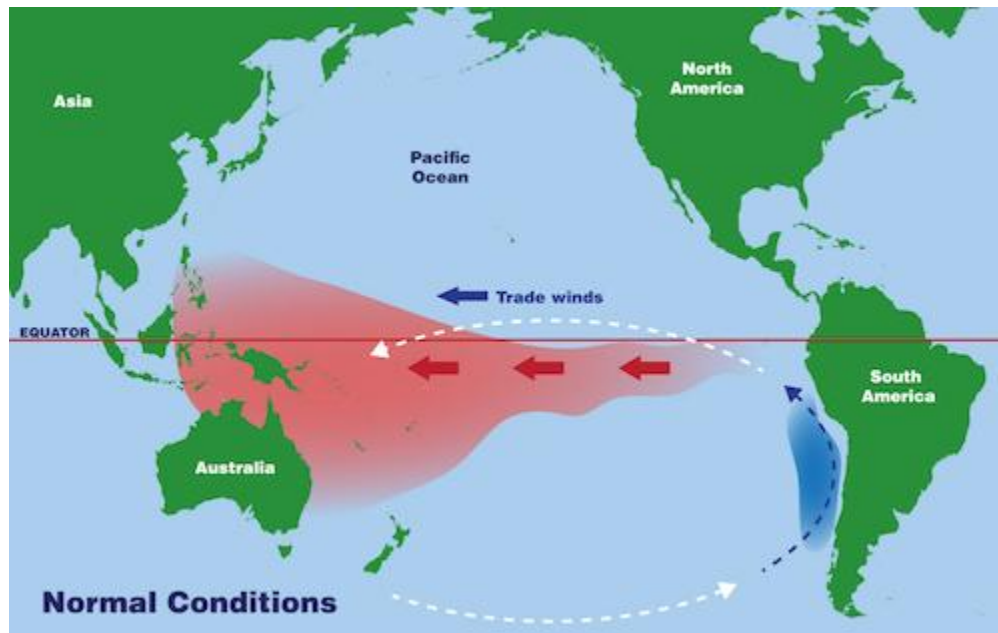 Asia
North
America
Pacific
Ocean
Trade winds
EQUATOR
South
America
Australia
Normal Conditions